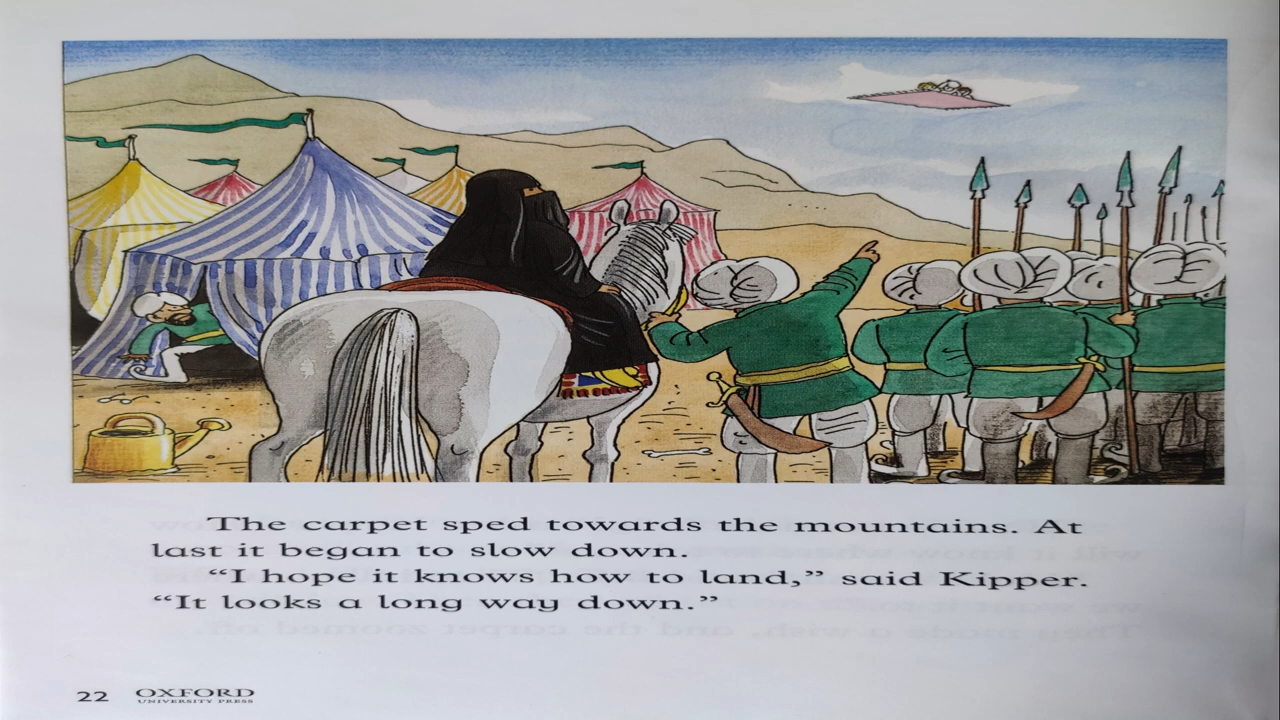 The carpet sped towards the mountains. At
last it began to slow down.
“I hope it knows how to land,” said Kipper.
“It looks a long way down.”
22 OXFORD
UNIVERSITY PRESS